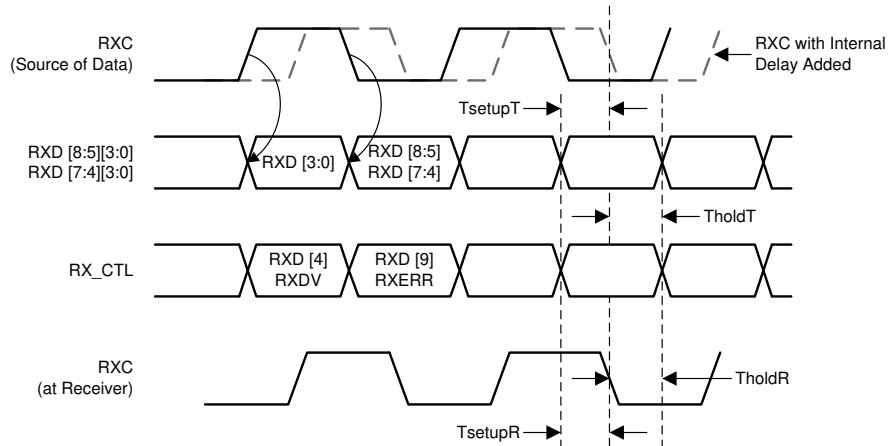 RXC
(Source of Data)
RXC with Internal
Delay Added
TsetupT
RXD [8:5][3:0]
RXD [7:4][3:0]
RXD [3:0]
RXD [8:5]
RXD [7:4]
TholdT
RX_CTL
RXD [4]
RXDV
RXD [9]
RXERR
RXC
(at Receiver)
TholdR
TsetupR